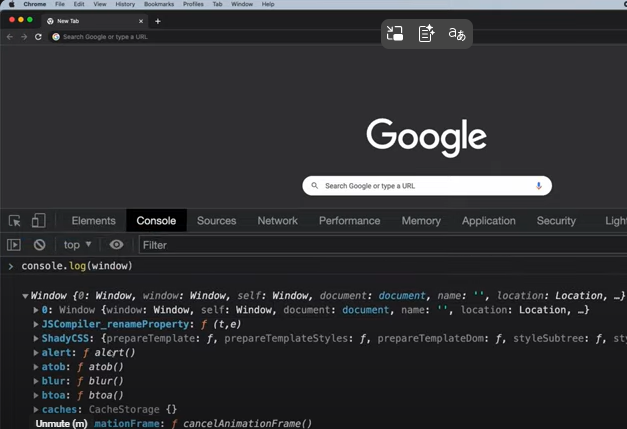 Chrome File Edit View History Bookmarks Profiles Tab Window Help
New Tab
Search Google or type a URL
aあ
Google
Search Google or type a URL
Elements Console Sources Network Performance Memory Application Security Ligh
top ▼ Filter
> console.log(window)
▼Window {0: Window, window: Window, self: Window, document: document, name: '', location: Location, …}
▶0: Window {window: Window, self: Window, document: document, name: '', location: Location, …}
▶JSCompiler_renameProperty: ƒ (t,e)
▶ShadyCSS: {prepareTemplate: ƒ, prepareTemplateStyles: ƒ, prepareTemplateDom: ƒ, styleSubtree: ƒ, sty
▶alert: ƒ alert()
▶atob: ƒ atob()
▶blur: ƒ blur()
▶btoa: ƒ btoa()
▶caches: CacheStorage {}
Unmute (m) mationFrame: ƒ cancelAnimationFrame()